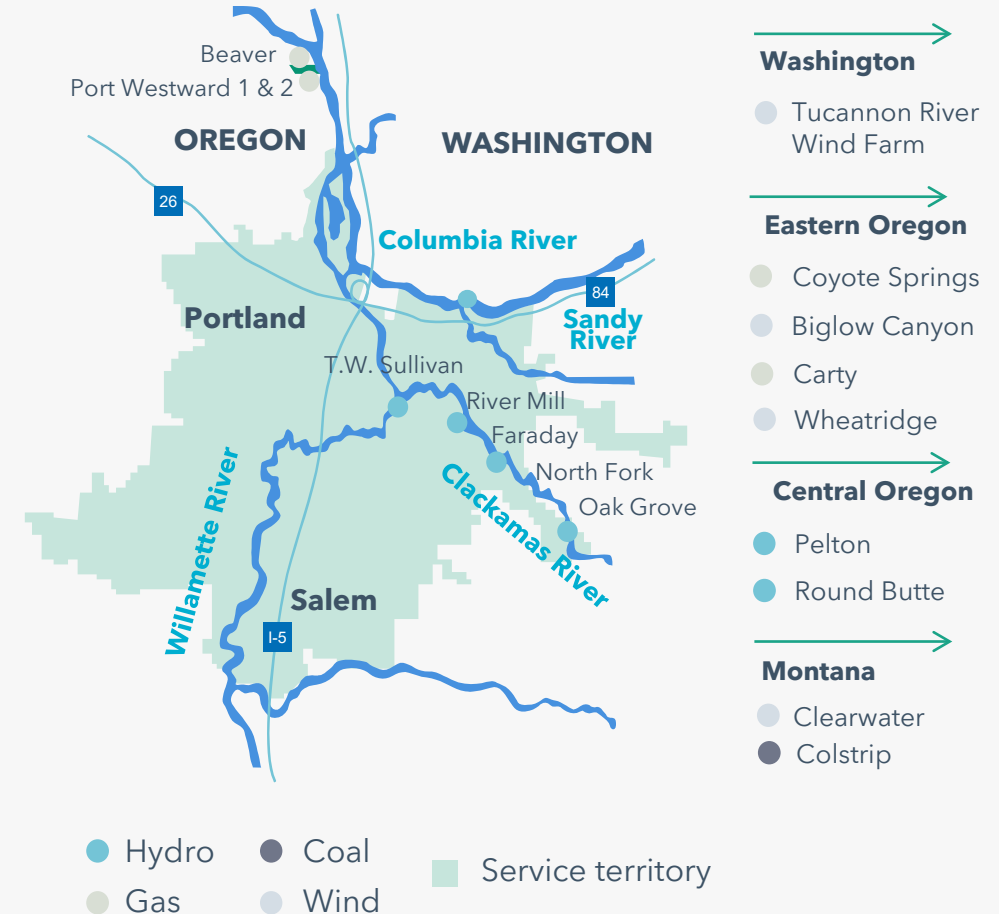 Beaver
Port Westward 1 & 2
OREGON
WASHINGTON
26
Columbia River
84
Portland
Sandy
River
T.W. Sullivan
River Mill
Faraday
North Fork
Oak Grove
Clackamas River
Willamette River
Salem
I-5
Washington
Tucannon River
Wind Farm
Eastern Oregon
Coyote Springs
Biglow Canyon
Carty
Wheatridge
Central Oregon
Pelton
Round Butte
Montana
Clearwater
Colstrip
Hydro
Coal
Service territory
Gas
Wind